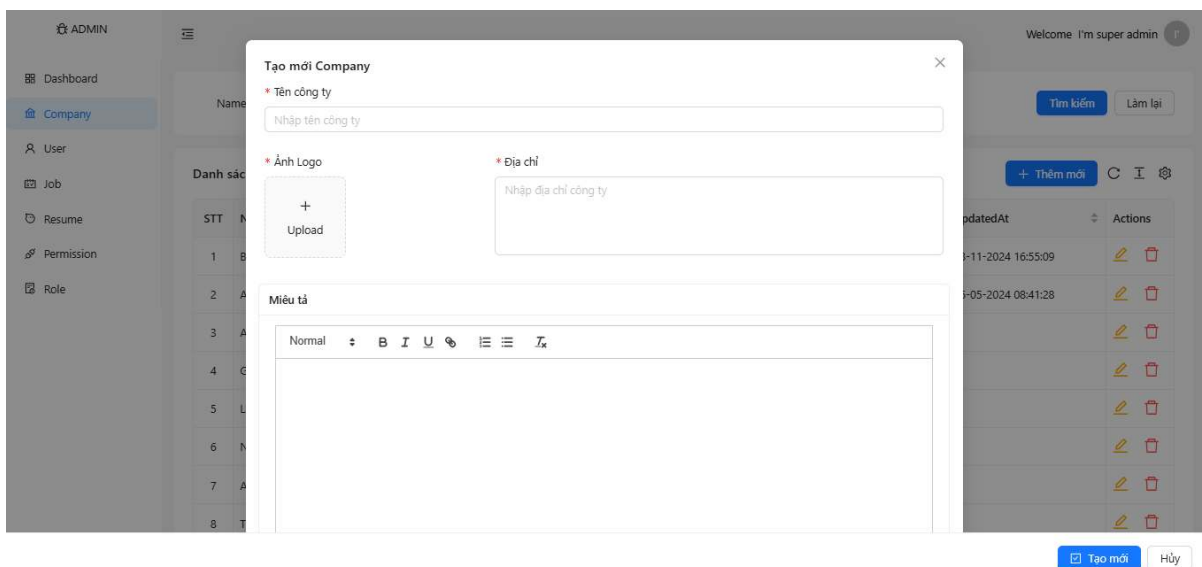 ADMIN
Welcome I'm super admin I'
Dashboard
Company
User
Job
Resume
Permission
Role
Name
Tìm kiếm Làm lại
Danh sác
Thêm mới
STT N pdatedAt Actions
1 B -11-2024 16:55:09
2 A -05-2024 08:41:28
3 A
4 G
5 L
6 N
7 A
8 T
Tạo mới Company
* Tên công ty
Nhập tên công ty
* Ảnh Logo * Địa chỉ
+
Upload
Nhập địa chỉ công ty
Miêu tả
Normal B I U
Tạo mới Hủy